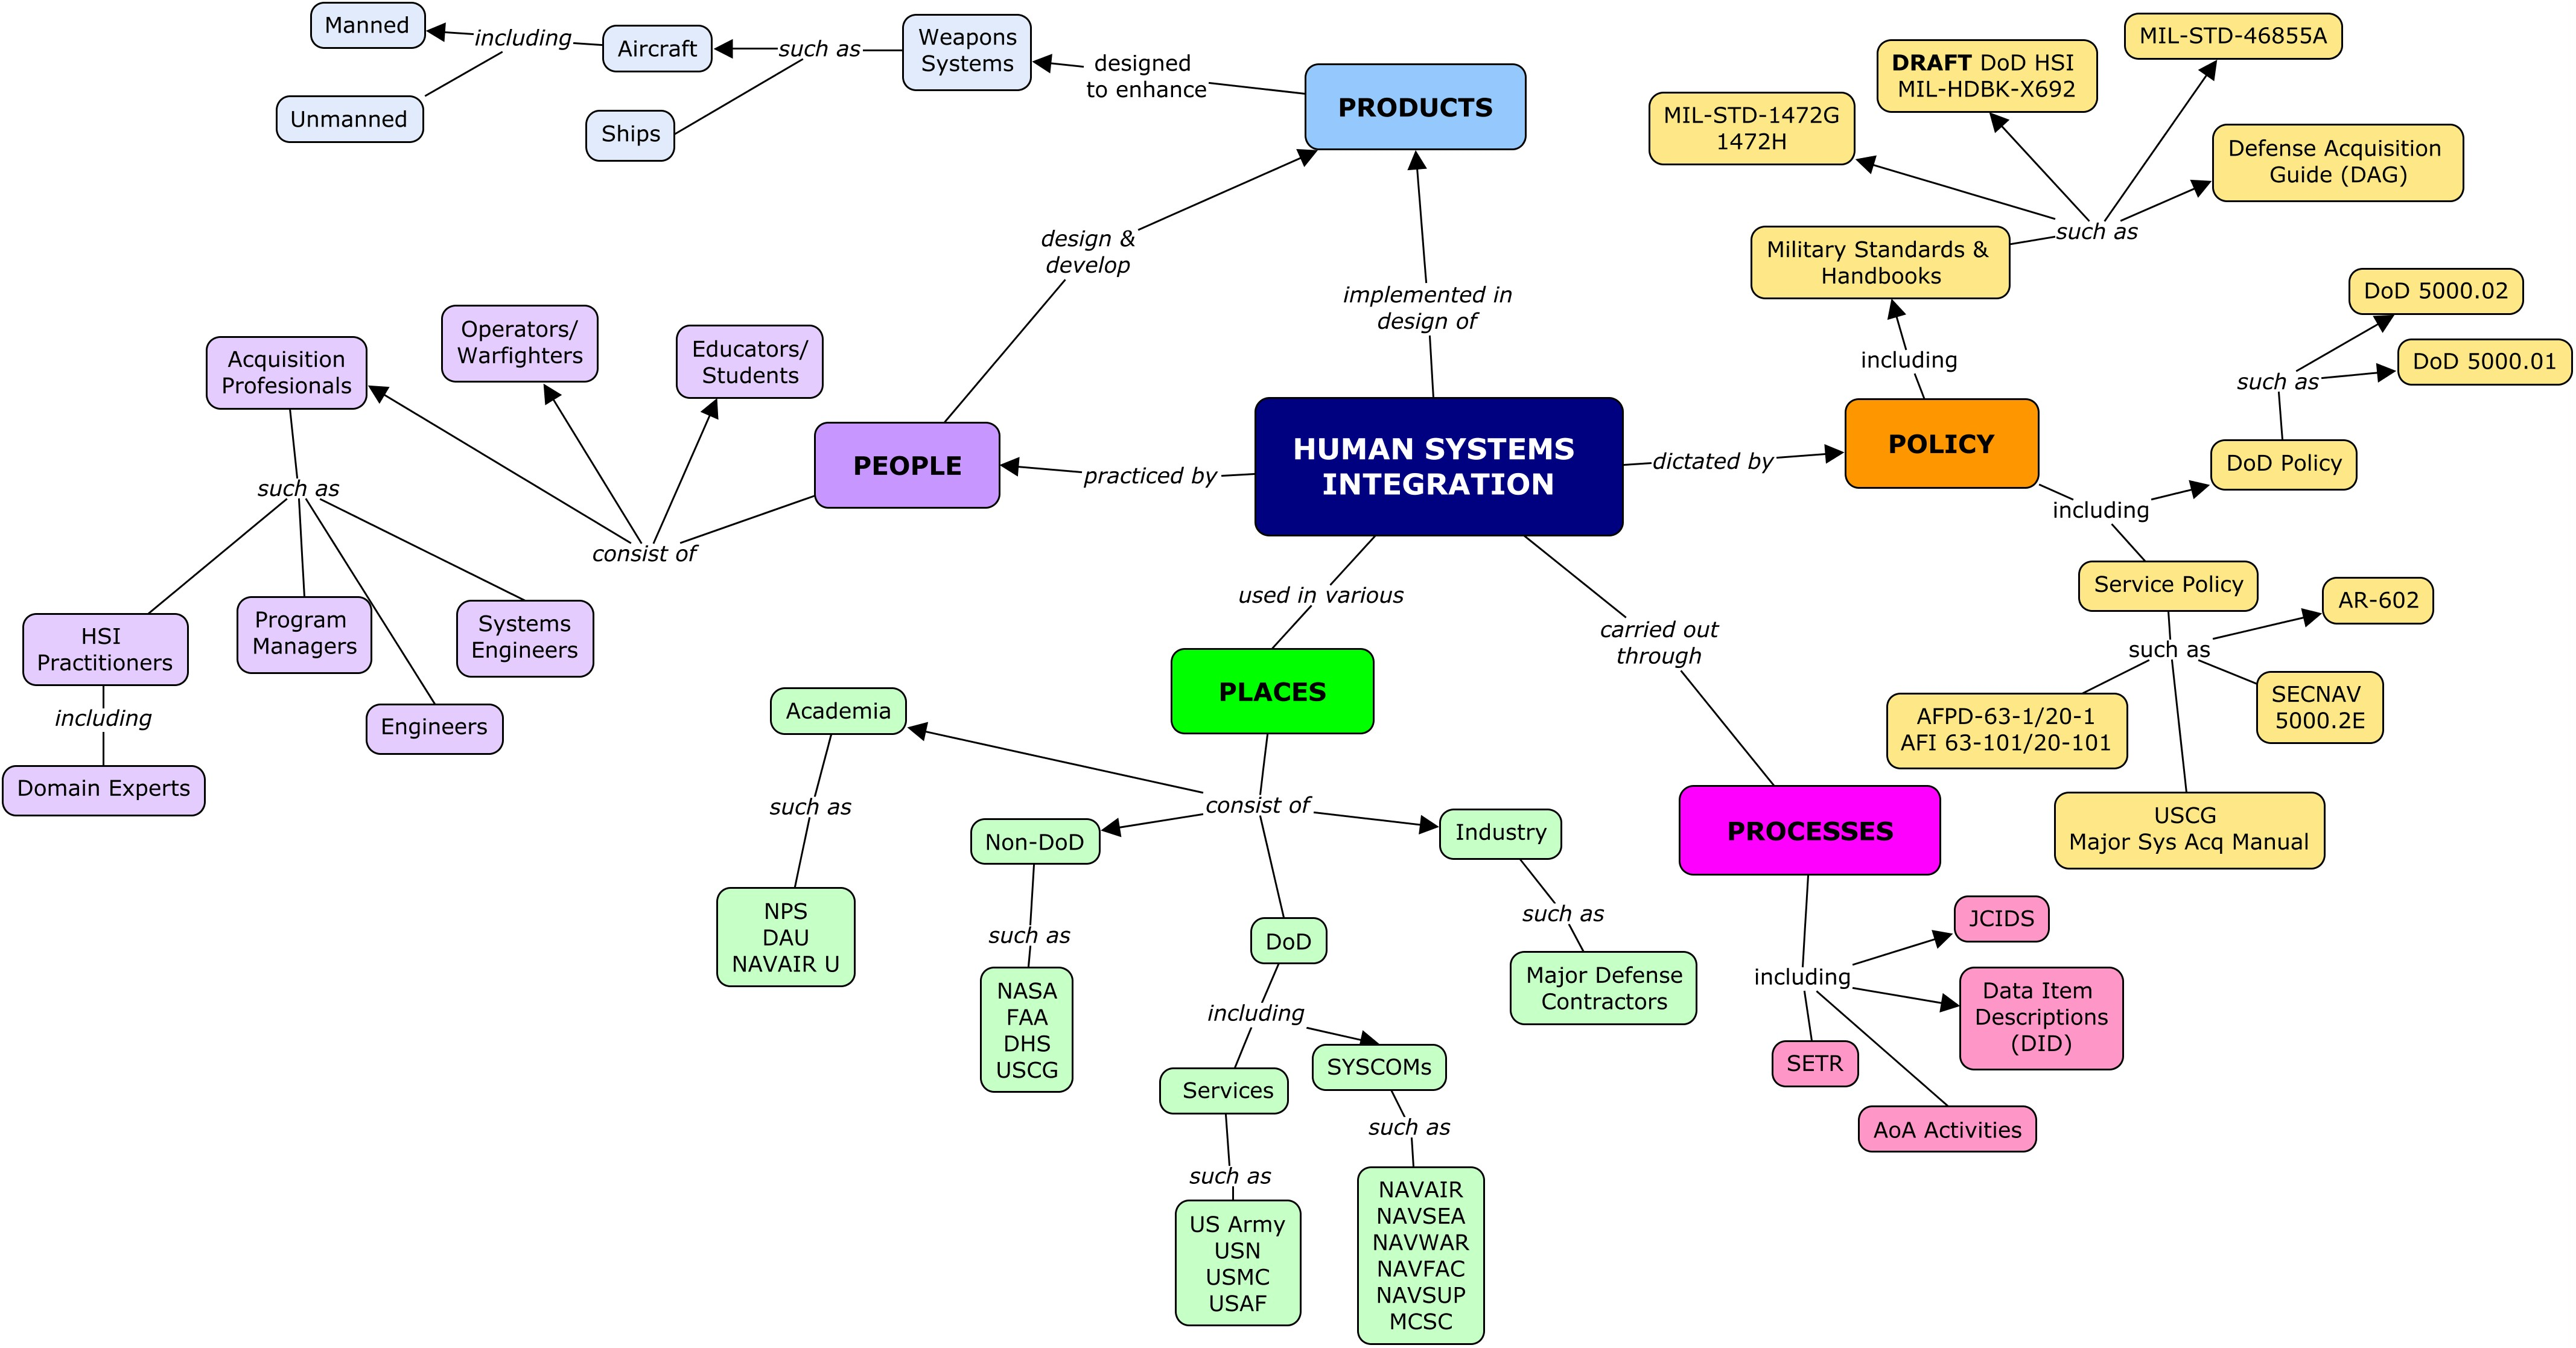 Manned
including
Aircraft
such as
Weapons
Systems
designed
to enhance
PRODUCTS
Unmanned
Ships
MIL-STD-46855A
DRAFT DoD HSI
MIL-HDBK-X692
MIL-STD-1472G
1472H
Defense Acquisition
Guide (DAG)
such as
Military Standards &
Handbooks
including
design &
develop
implemented in
design of
DoD 5000.02
DoD 5000.01
such as
DoD Policy
Acquisition
Profesionals
Operators/
Warfighters
Educators/
Students
PEOPLE
practiced by
HUMAN SYSTEMS
INTEGRATION
dictated by
POLICY
including
such as
consist of
HSI
Practitioners
Program
Managers
Systems
Engineers
Engineers
including
Domain Experts
used in various
PLACES
carried out
through
Service Policy
such as
AR-602
SECNAV
5000.2E
AFPD-63-1/20-1
AFI 63-101/20-101
USCG
Major Sys Acq Manual
Academia
such as
NPS
DAU
NAVAIR U
consist of
Non-DoD
such as
NASA
FAA
DHS
USCG
DoD
including
Services
such as
US Army
USN
USMC
USAF
SYSCOMs
such as
NAVAIR
NAVSEA
NAVWAR
NAVFAC
NAVSUP
MCSC
Industry
such as
Major Defense
Contractors
PROCESSES
including
JCIDS
Data Item
Descriptions
(DID)
SETR
AoA Activities